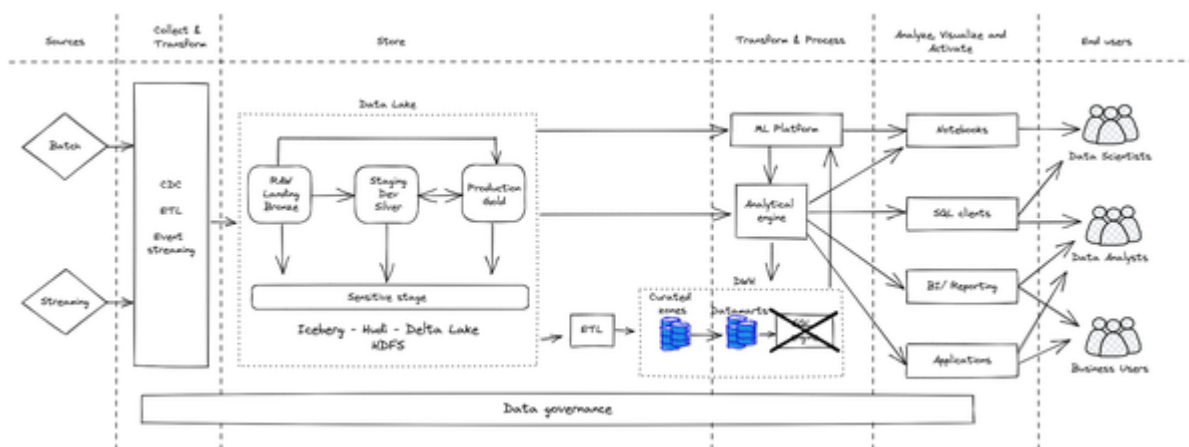 Sources
Collect &
Transform
Store
Transform & Process
Analyze, Visualize and
Activate
End users
Batch
Streaming
CDC
ETL
Event
streaming
Data Lake
RAW
Landing
Bronze
Staging
Dev
Silver
Production
Gold
Sensitive stage
Iceberg - Hudi - Delta Lake
HDFS
ETL
DWH
Curated
zones
Datamarts
ML Platform
Analytical
engine
Notebooks
SQL clients
BI/ Reporting
Applications
Data Scientists
Data Analysts
Business Users
Data governance